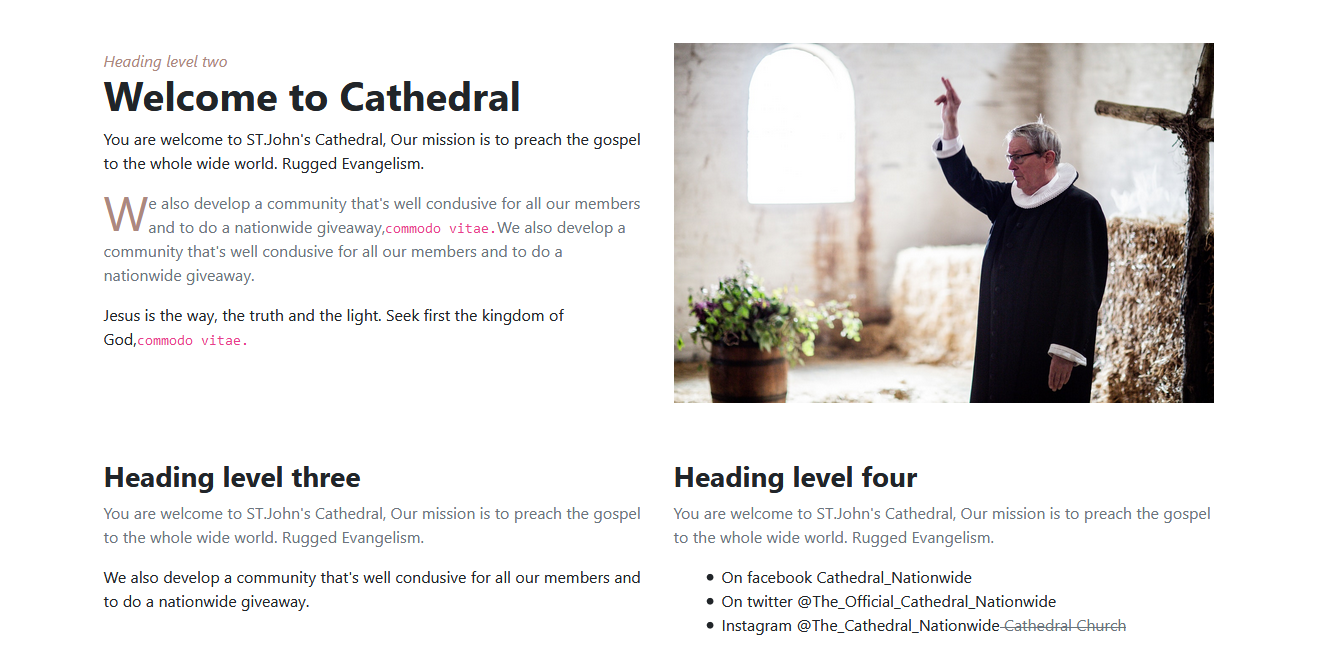 Heading level two
Welcome to Cathedral
You are welcome to ST.John's Cathedral, Our mission is to preach the gospel
to the whole wide world. Rugged Evangelism.
We also develop a community that's well condusive for all our members
and to do a nationwide giveaway,commodo vitae.We also develop a
community that's well condusive for all our members and to do a
nationwide giveaway.
Jesus is the way, the truth and the light. Seek first the kingdom of
God,commodo vitae.
Heading level three
You are welcome to ST.John's Cathedral, Our mission is to preach the gospel
to the whole wide world. Rugged Evangelism.
We also develop a community that's well condusive for all our members and
to do a nationwide giveaway.
Heading level four
You are welcome to ST.John's Cathedral, Our mission is to preach the gospel
to the whole wide world. Rugged Evangelism.
• On facebook Cathedral_Nationwide
• On twitter @The_Official_Cathedral_Nationwide
• Instagram @The_Cathedral_Nationwide Cathedral Church